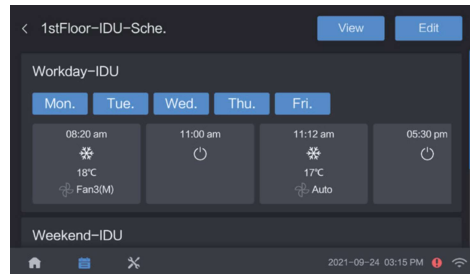 1stFloor-IDU-Sche.
View
Edit
Workday-IDU
Mon.
Tue.
Wed.
Thu.
Fri.
08:20 am
18℃
Fan3(M)
11:00 am
11:12 am
17℃
Auto
05:30 pm
Weekend-IDU
2021-09-24 03:15 PM